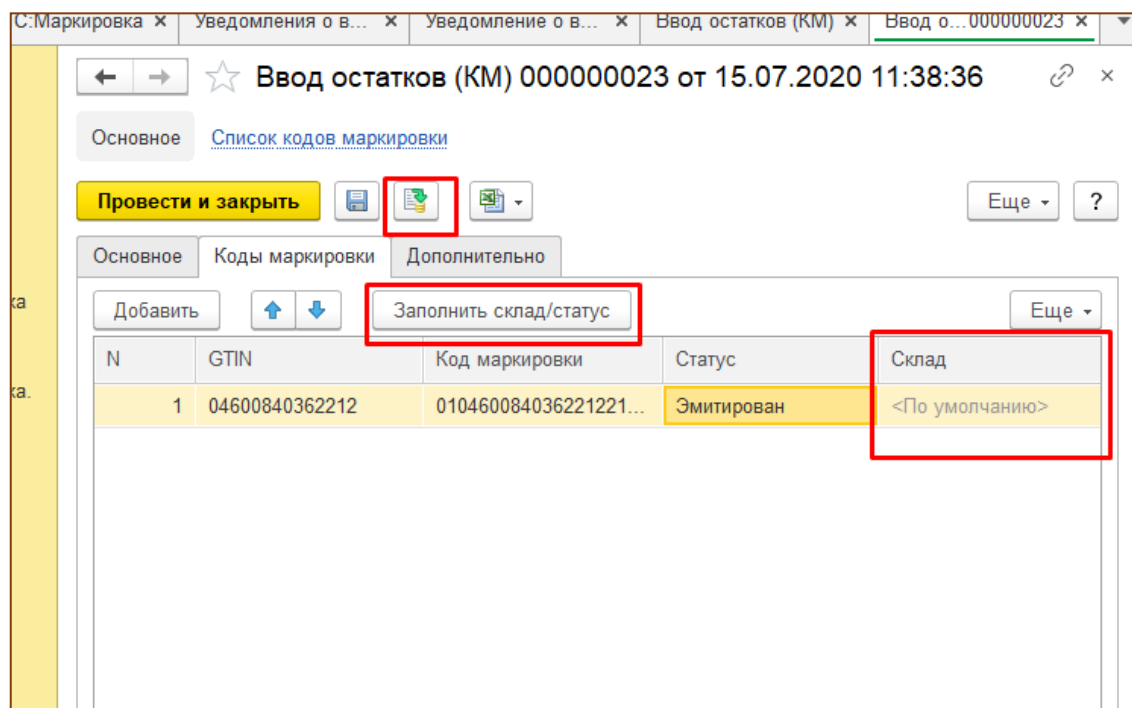 С:Маркировка × Уведомления о в... × Уведомление о в... × Ввод остатков (КМ) × Ввод о...000000023 ×
Ввод остатков (КМ) 000000023 от 15.07.2020 11:38:36
Основное Список кодов маркировки
Провести и закрыть Еще ?
Основное Коды маркировки Дополнительно
ка
Добавить Заполнить склад/статус Еще
N GTIN Код маркировки Статус Склад
ка.
1 04600840362212 010460084036221221... Эмитирован <По умолчанию>